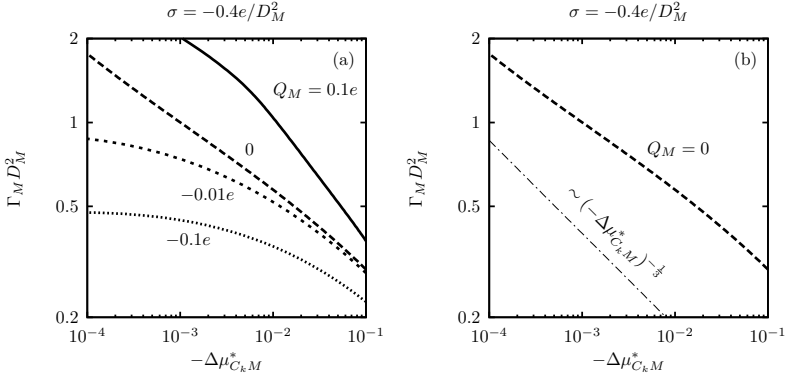 σ = −0.4e/D_M^2
σ = −0.4e/D_M^2
2
1
0.5
0.2
Γ_M D_M^2
(a)
Q_M = 0.1e
0
−0.01e
−0.1e
10^−4
10^−3
10^−2
10^−1
−Δμ*_{C_k M}
2
1
0.5
0.2
Γ_M D_M^2
(b)
Q_M = 0
∼ (−Δμ*_{C_k M})^{−1/3}
10^−4
10^−3
10^−2
10^−1
−Δμ*_{C_k M}